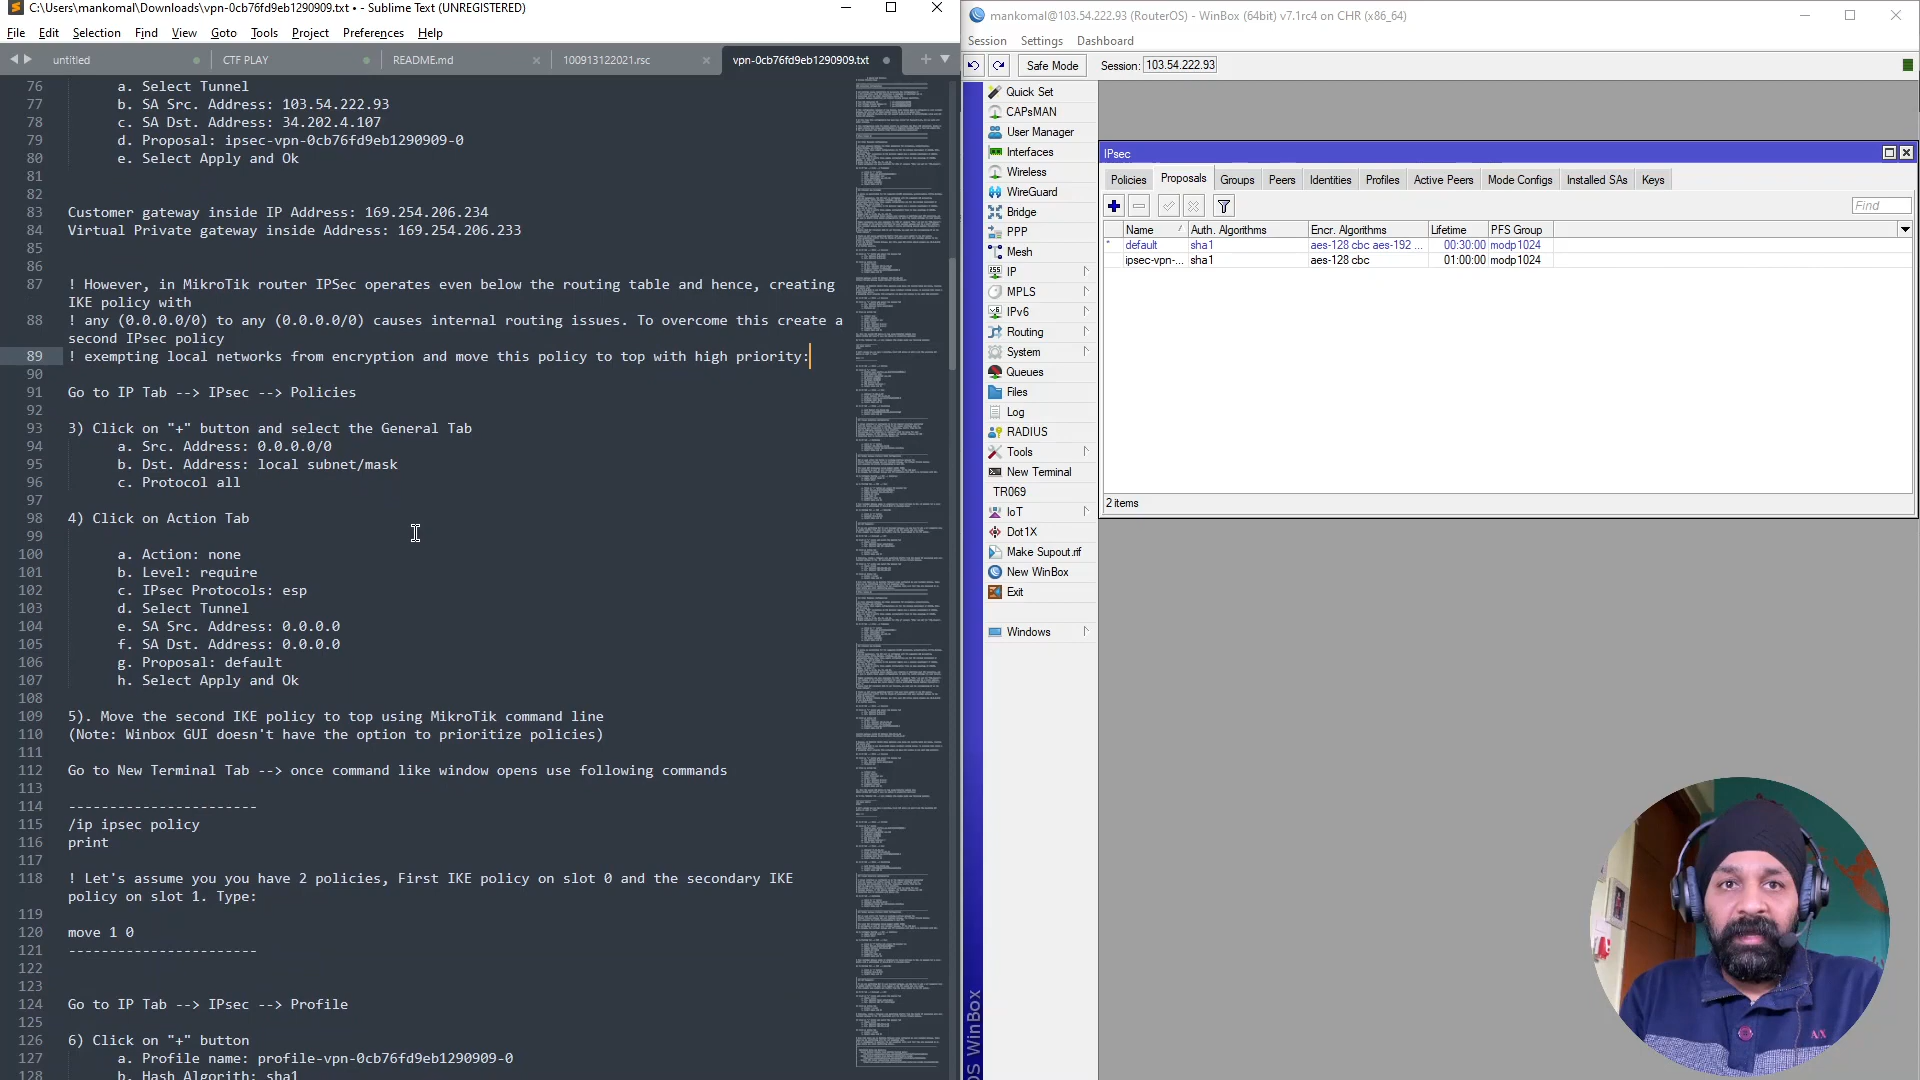 C:\Users\mankomal\Downloads\vpn-0cb76fd9eb1290909.txt • - Sublime Text (UNREGISTERED)
File Edit Selection Find View Goto Tools Project Preferences Help
untitled CTF PLAY README.md 100913122021.rsc vpn-0cb76fd9eb1290909.txt
76 a. Select Tunnel
77 b. SA Src. Address: 103.54.222.93
78 c. SA Dst. Address: 34.202.4.107
79 d. Proposal: ipsec-vpn-0cb76fd9eb1290909-0
80 e. Select Apply and Ok
81
82
83 Customer gateway inside IP Address: 169.254.206.234
84 Virtual Private gateway inside Address: 169.254.206.233
85
86
87 ! However, in MikroTik router IPSec operates even below the routing table and hence, creating
IKE policy with
88 ! any (0.0.0.0/0) to any (0.0.0.0/0) causes internal routing issues. To overcome this create a
second IPsec policy
89 ! exempting local networks from encryption and move this policy to top with high priority:
90
91 Go to IP Tab --> IPsec --> Policies
92
93 3) Click on "+" button and select the General Tab
94 a. Src. Address: 0.0.0.0/0
95 b. Dst. Address: local subnet/mask
96 c. Protocol all
97
98 4) Click on Action Tab
99
100 a. Action: none
101 b. Level: require
102 c. IPsec Protocols: esp
103 d. Select Tunnel
104 e. SA Src. Address: 0.0.0.0
105 f. SA Dst. Address: 0.0.0.0
106 g. Proposal: default
107 h. Select Apply and Ok
108
109 5). Move the second IKE policy to top using MikroTik command line
110 (Note: Winbox GUI doesn't have the option to prioritize policies)
111
112 Go to New Terminal Tab --> once command like window opens use following commands
113
114 -----------------------
115 /ip ipsec policy
116 print
117
118 ! Let's assume you you have 2 policies, First IKE policy on slot 0 and the secondary IKE
policy on slot 1. Type:
119
120 move 1 0
121 -----------------------
122
123
124 Go to IP Tab --> IPsec --> Profile
125
126 6) Click on "+" button
127 a. Profile name: profile-vpn-0cb76fd9eb1290909-0
128 b. Hash Algorith: sha1
mankomal@103.54.222.93 (RouterOS) - WinBox (64bit) v7.1rc4 on CHR (x86_64)
Session Settings Dashboard
Safe Mode Session: 103.54.222.93
Quick Set
CAPsMAN
User Manager
Interfaces
Wireless
WireGuard
Bridge
PPP
Mesh
IP
MPLS
IPv6
Routing
System
Queues
Files
Log
RADIUS
Tools
New Terminal
TR069
IoT
Dot1X
Make Supout.rif
New WinBox
Exit
Windows
OS WinBox
IPsec
Policies Proposals Groups Peers Identities Profiles Active Peers Mode Configs Installed SAs Keys
Find
Name Auth. Algorithms Encr. Algorithms Lifetime PFS Group
* default sha1 aes-128 cbc aes-192 ... 00:30:00 modp1024
ipsec-vpn-... sha1 aes-128 cbc 01:00:00 modp1024
2 items